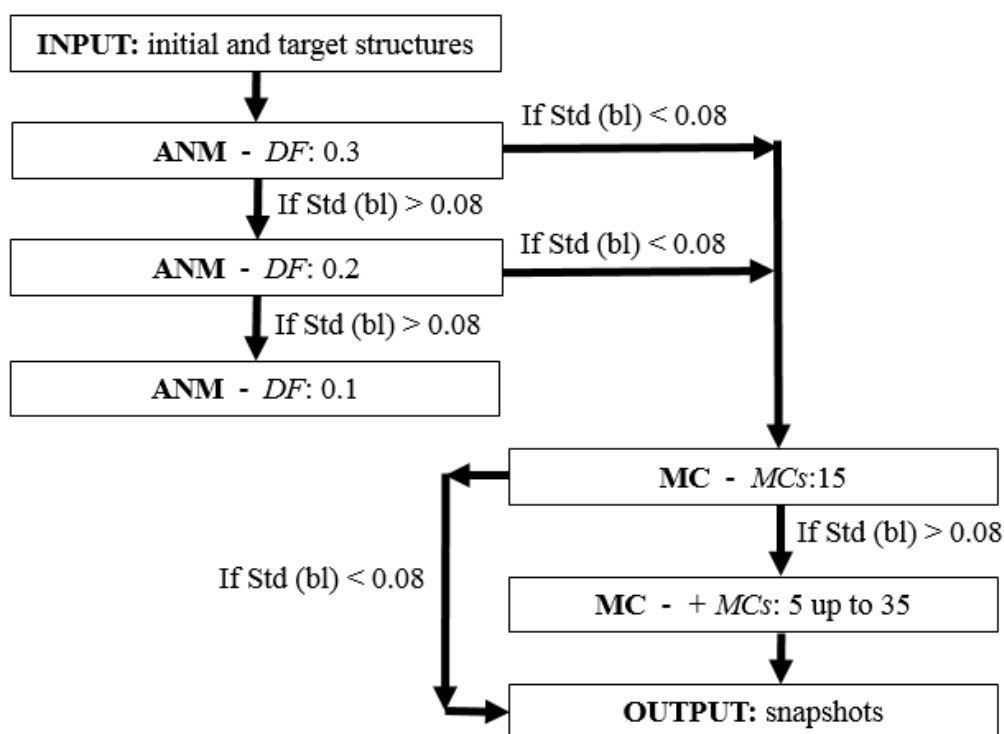 INPUT: initial and target structures
If Std (bl) < 0.08
ANM - DF: 0.3
If Std (bl) > 0.08
If Std (bl) < 0.08
ANM - DF: 0.2
If Std (bl) > 0.08
ANM - DF: 0.1
MC - MCs:15
If Std (bl) > 0.08
If Std (bl) < 0.08
MC - + MCs: 5 up to 35
OUTPUT: snapshots